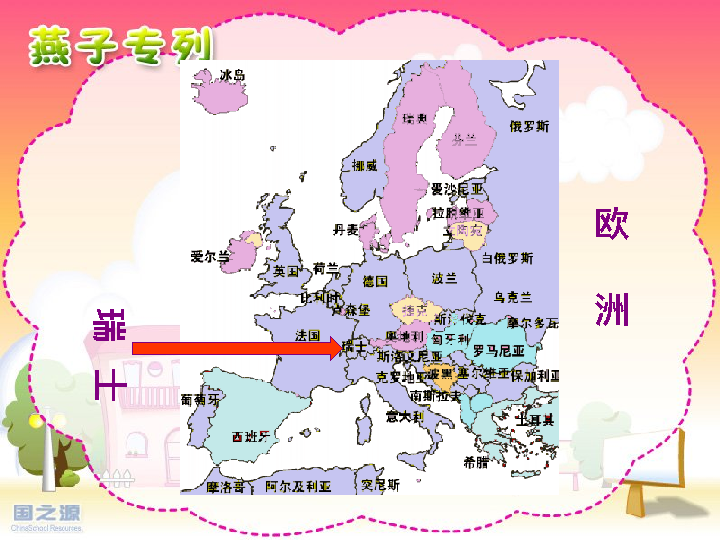 燕子专列
冰岛
瑞典
芬兰
俄罗斯
挪威
爱沙尼亚
拉脱维亚
立陶宛
丹麦
白俄罗斯
爱尔兰
英国
荷兰
德国
波兰
比利时
乌克兰
卢森堡
捷克
斯洛伐克
摩尔多瓦
法国
瑞士
奥地利
匈牙利
罗马尼亚
斯洛文尼亚
克罗地亚
波黑
塞尔维亚
保加利亚
南斯拉夫
葡萄牙
西班牙
意大利
土耳其
希腊
摩洛哥
阿尔及利亚
突尼斯
欧洲
瑞士
国之源
ChinaSchool Resources